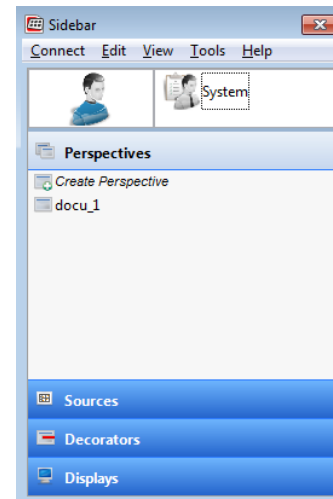 Sidebar
Connect Edit View Tools Help
System
Perspectives
Create Perspective
docu_1
Sources
Decorators
Displays